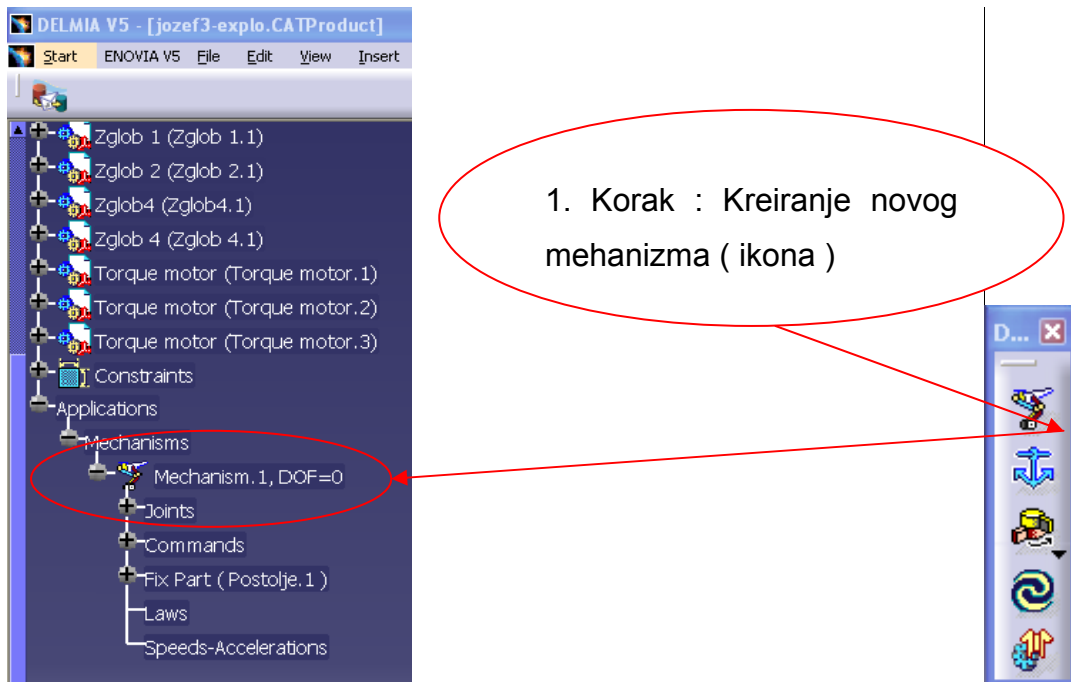 DELMIA V5 - [jozef3-explo.CATProduct]
Start ENOVIA V5 File Edit View Insert
Zglob 1 (Zglob 1.1)
Zglob 2 (Zglob 2.1)
Zglob4 (Zglob4.1)
Zglob 4 (Zglob 4.1)
Torque motor (Torque motor.1)
Torque motor (Torque motor.2)
Torque motor (Torque motor.3)
Constraints
Applications
Mechanisms
Mechanism.1, DOF=0
Joints
Commands
Fix Part ( Postolje.1 )
Laws
Speeds-Accelerations
1. Korak : Kreiranje novog
mehanizma ( ikona )
D...